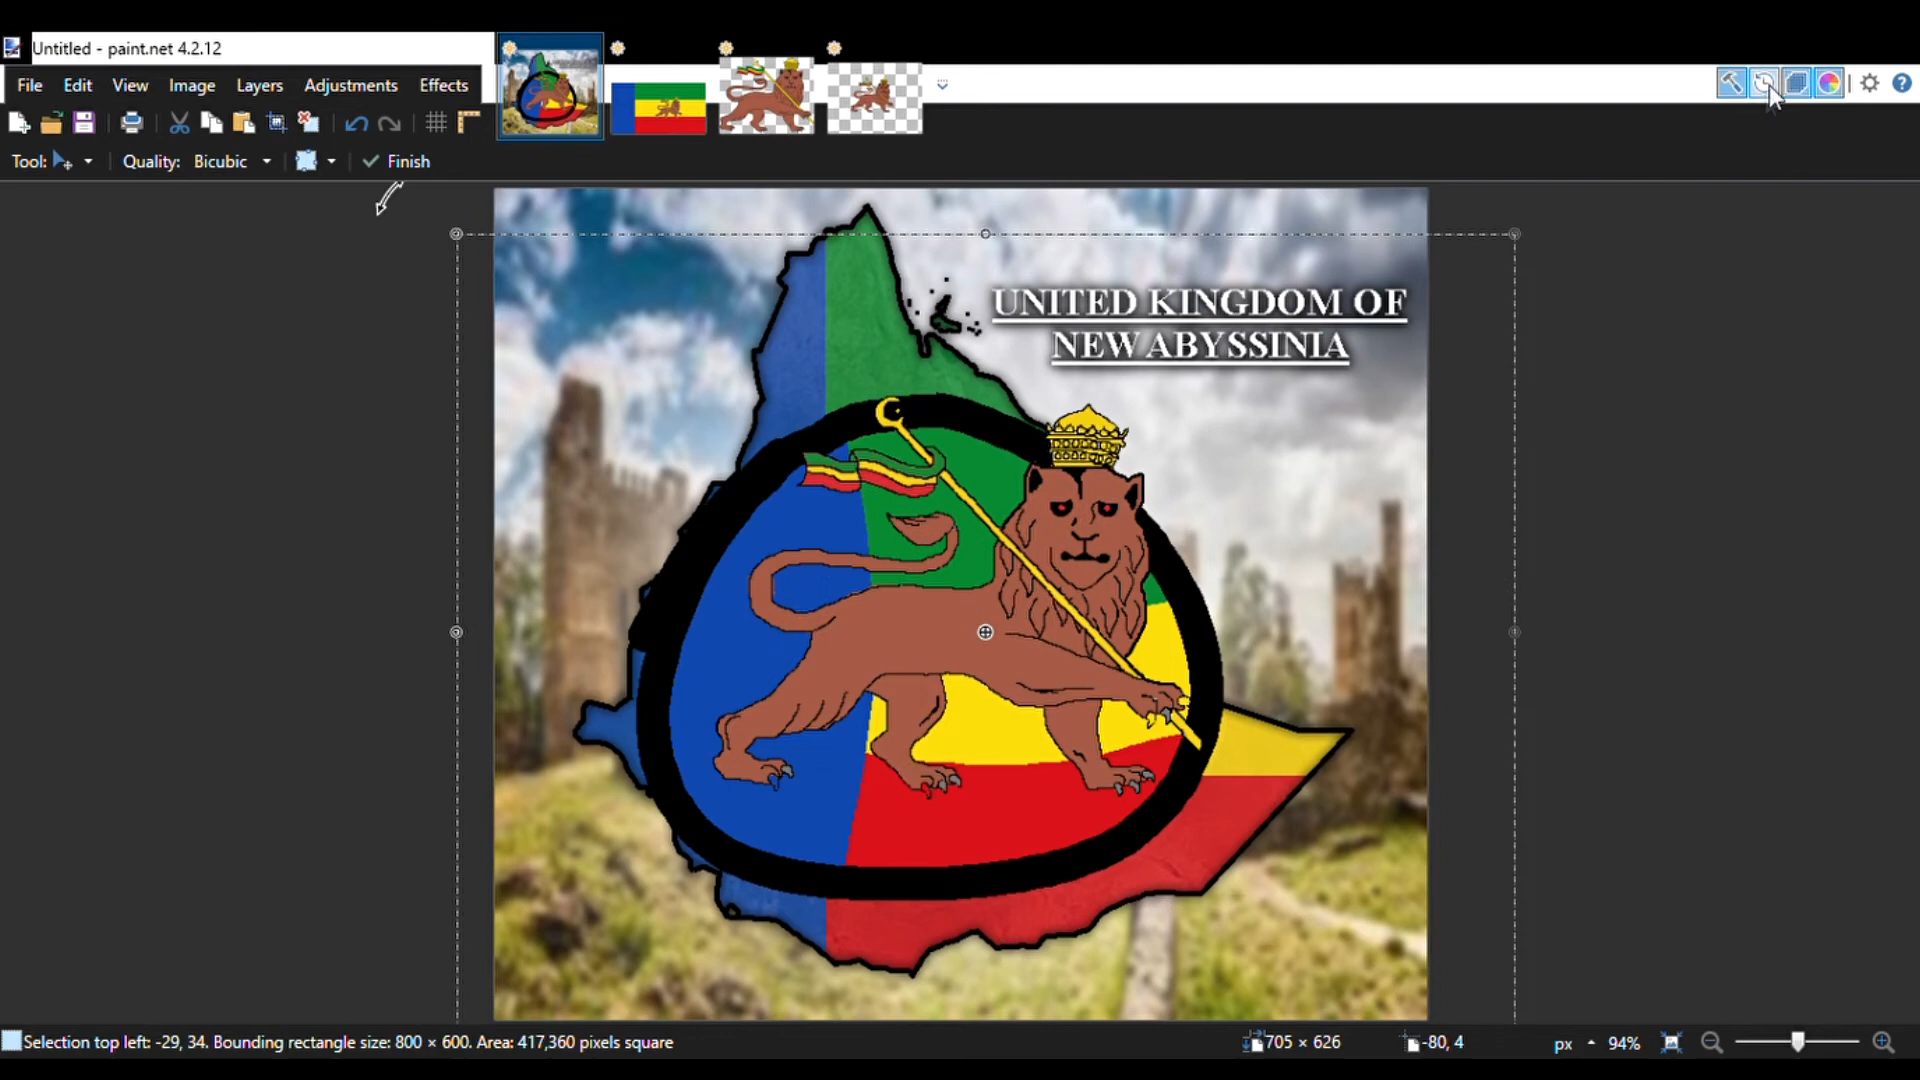 Untitled - paint.net 4.2.12
File Edit View Image Layers Adjustments Effects
Tool: Quality: Bicubic Finish
UNITED KINGDOM OF
NEW ABYSSINIA
Selection top left: -29, 34. Bounding rectangle size: 800 × 600. Area: 417,360 pixels square 705 × 626 -80, 4 px 94%